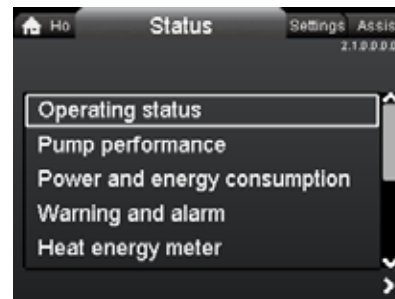 Ho Status Settings Assis
2.1.0.0.0.0
Operating status
Pump performance
Power and energy consumption
Warning and alarm
Heat energy meter